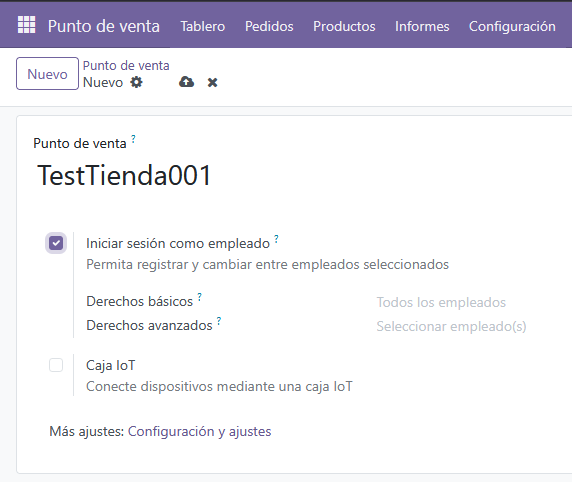 Punto de venta Tablero Pedidos Productos Informes Configuración
Nuevo Punto de venta
Nuevo
Punto de venta ?
TestTienda001
Iniciar sesión como empleado ?
Permita registrar y cambiar entre empleados seleccionados
Derechos básicos ? Todos los empleados
Derechos avanzados ? Seleccionar empleado(s)
Caja IoT
Conecte dispositivos mediante una caja IoT
Más ajustes: Configuración y ajustes